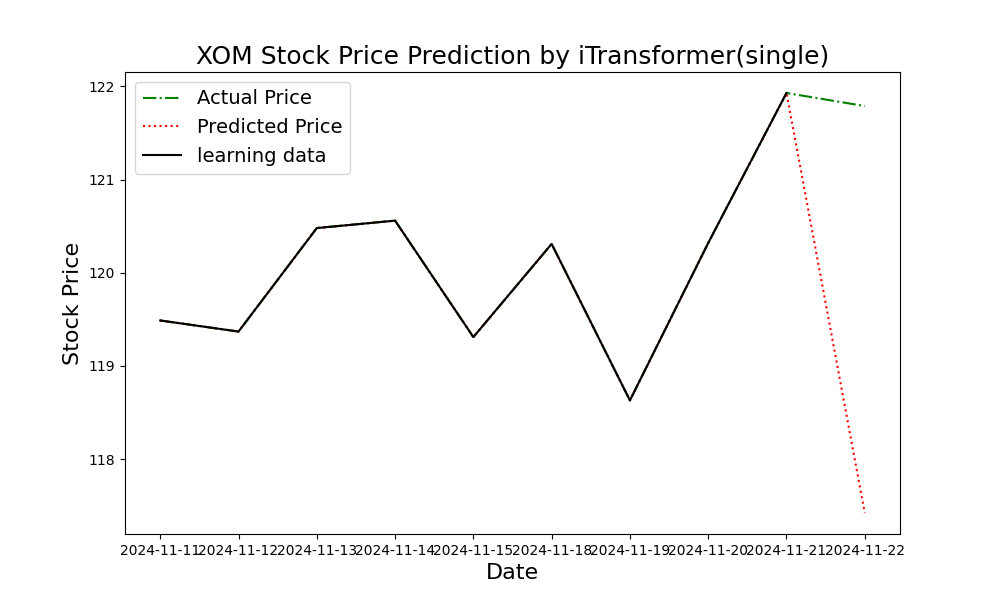 XOM Stock Price Prediction by iTransformer(single)
Actual Price
Predicted Price
learning data
Stock Price
122
121
120
119
118
2024-11-11 2024-11-12 2024-11-13 2024-11-14 2024-11-15 2024-11-18 2024-11-19 2024-11-20 2024-11-21 2024-11-22
Date